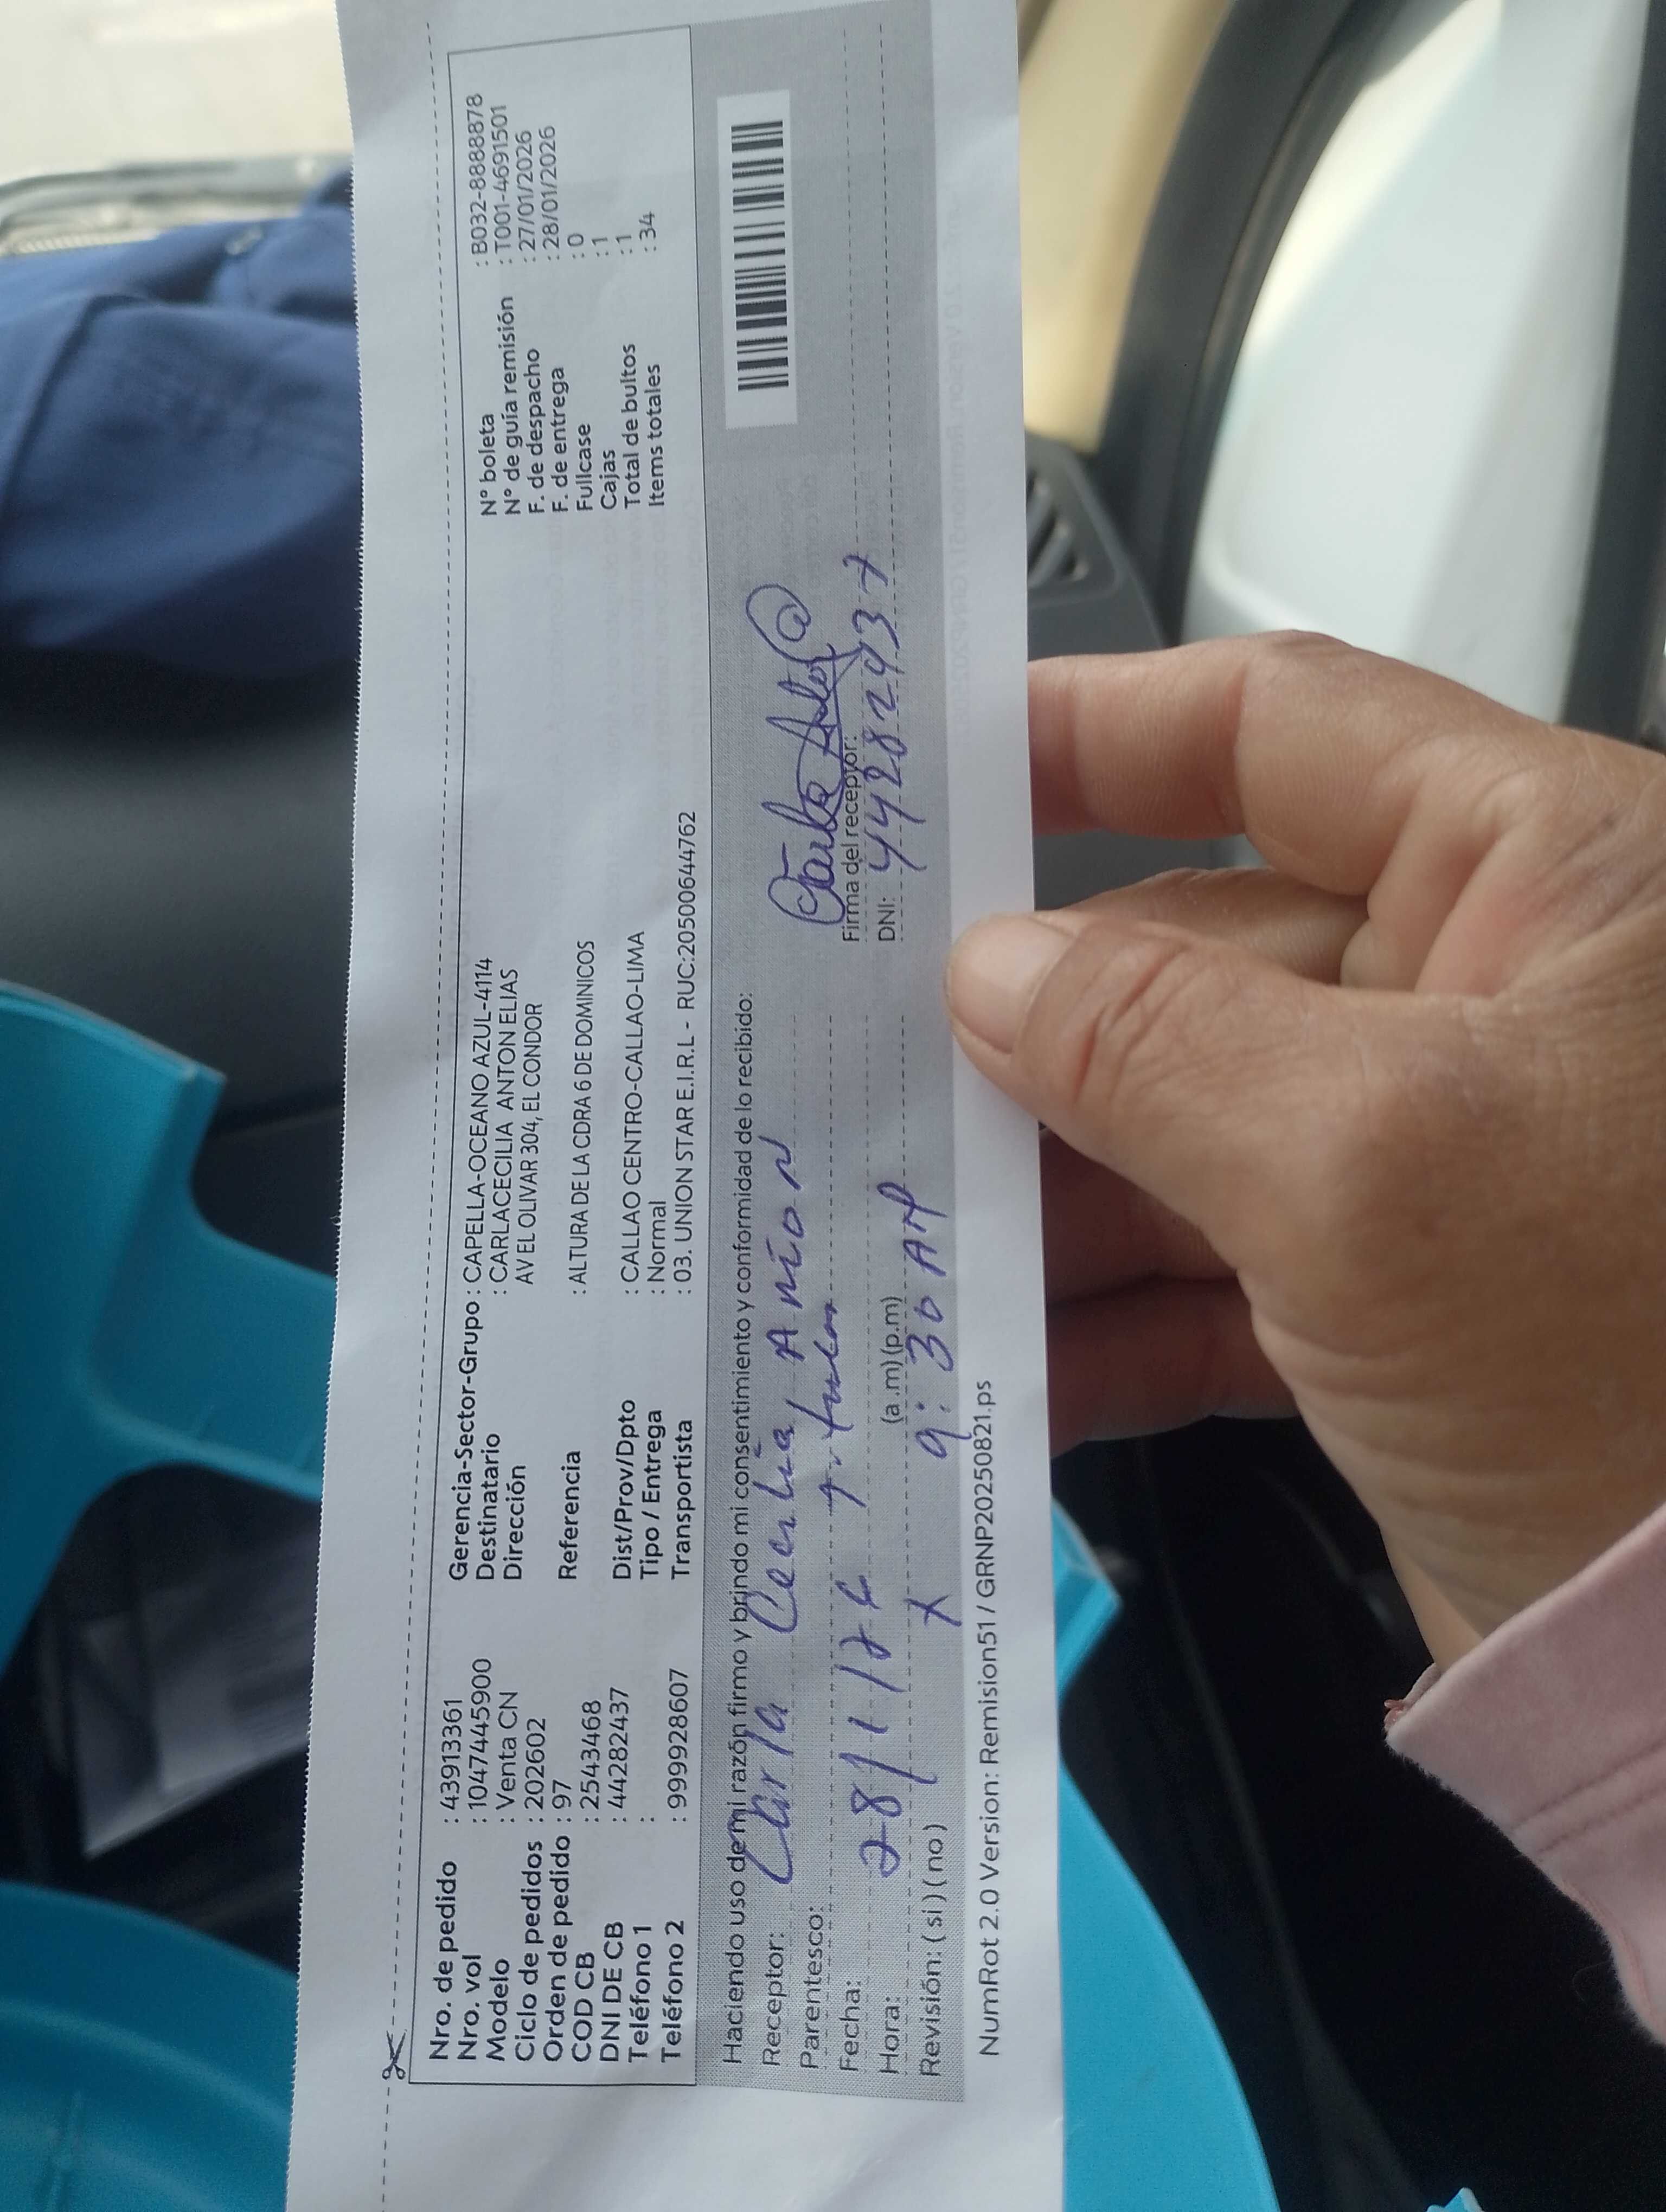 Nro. de pedido : 43913361
Nro. vol : 10477445900
Modelo : Venta CN
Ciclo de pedidos : 202602
Orden de pedido : 97
COD CB : 2543468
DNI DE CB : 44282437
Teléfono 1 :
Teléfono 2 : 999928607
Gerencia-Sector-Grupo : CAPELLA-OCEANO AZUL-4114
Destinatario : CARLACECILIA ANTON ELIAS
Dirección AV EL OLIVAR 304, EL CONDOR
Referencia : ALTURA DE LA CDRA 6 DE DOMINICOS
Dist/Prov/Dpto : CALLAO CENTRO-CALLAO-LIMA
Tipo / Entrega : Normal
Transportista : 03. UNION STAR E.I.R.L - RUC:20500644762
N° boleta : B032-8888878
N° de guía remisión : T001-4691501
F. de despacho : 27/01/2026
F. de entrega : 28/01/2026
Fullcase : 0
Cajas : 1
Total de bultos : 1
Items totales : 34
Haciendo uso de mi razón firmo y brindo mi consentimiento y conformidad de lo recibido:
Receptor: Carla Cecilia Antón
Parentesco:
Fecha: 28/1/26
Hora: (a .m) (p.m) 9:30 AM
Revisión: ( si ) ( no ) X
Firma del receptor:
DNI: 44282437
NumRot 2.0 Version: Remision51 / GRNP20250821.ps